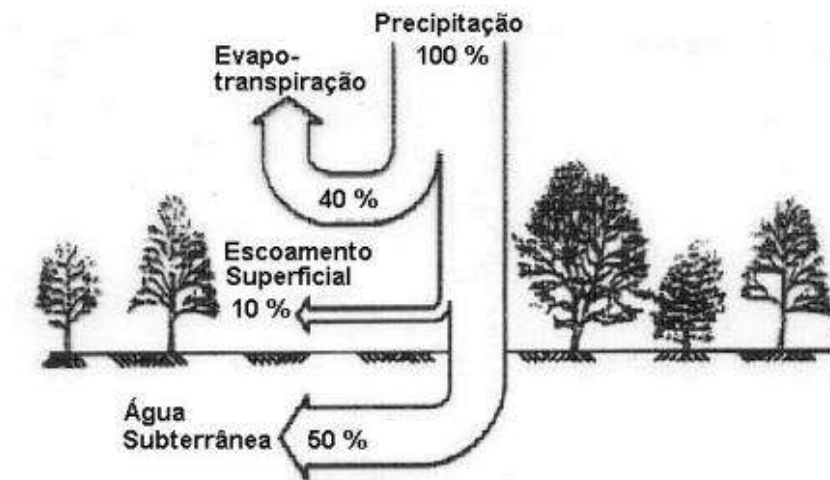 Precipitação
100 %
Evapo-
transpiração
40 %
Escoamento
Superficial
10 %
Água
Subterrânea
50 %